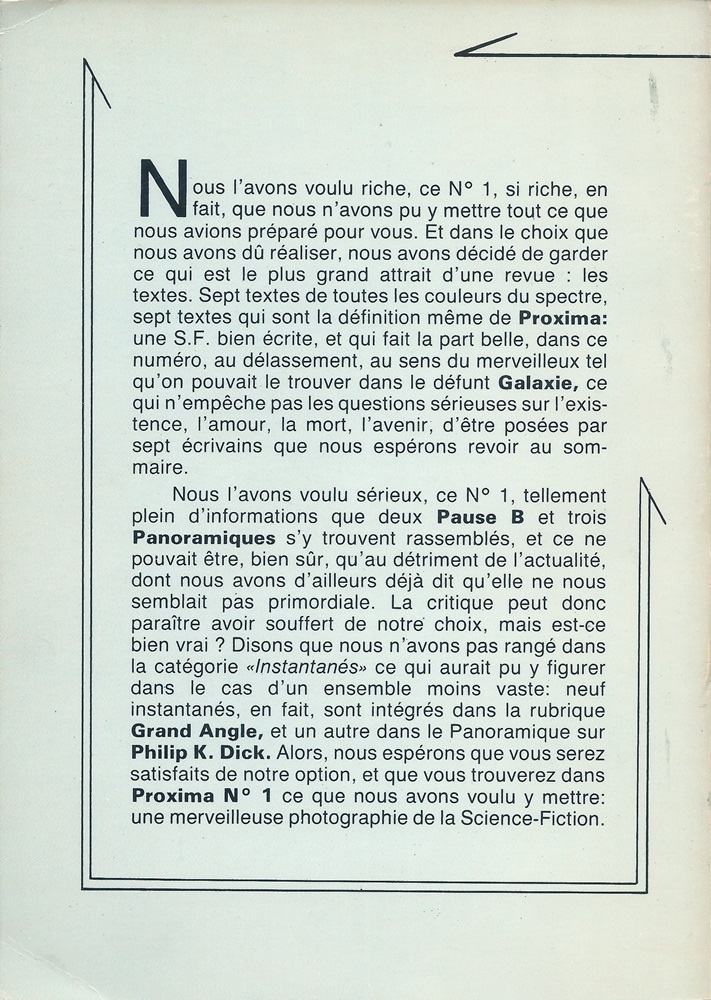 Nous l'avons voulu riche, ce N° 1, si riche, en
fait, que nous n'avons pu y mettre tout ce que
nous avions préparé pour vous. Et dans le choix que
nous avons dû réaliser, nous avons décidé de garder
ce qui est le plus grand attrait d'une revue : les
textes. Sept textes de toutes les couleurs du spectre,
sept textes qui sont la définition même de Proxima:
une S.F. bien écrite, et qui fait la part belle, dans ce
numéro, au délassement, au sens du merveilleux tel
qu'on pouvait le trouver dans le défunt Galaxie, ce
qui n'empêche pas les questions sérieuses sur l'exis-
tence, l'amour, la mort, l'avenir, d'être posées par
sept écrivains que nous espérons revoir au som-
maire.
Nous l'avons voulu sérieux, ce N° 1, tellement
plein d'informations que deux Pause B et trois
Panoramiques s'y trouvent rassemblés, et ce ne
pouvait être, bien sûr, qu'au détriment de l'actualité,
dont nous avons d'ailleurs déjà dit qu'elle ne nous
semblait pas primordiale. La critique peut donc
paraître avoir souffert de notre choix, mais est-ce
bien vrai ? Disons que nous n'avons pas rangé dans
la catégorie «Instantanés» ce qui aurait pu y figurer
dans le cas d'un ensemble moins vaste: neuf
instantanés, en fait, sont intégrés dans la rubrique
Grand Angle, et un autre dans le Panoramique sur
Philip K. Dick. Alors, nous espérons que vous serez
satisfaits de notre option, et que vous trouverez dans
Proxima N° 1 ce que nous avons voulu y mettre:
une merveilleuse photographie de la Science-Fiction.